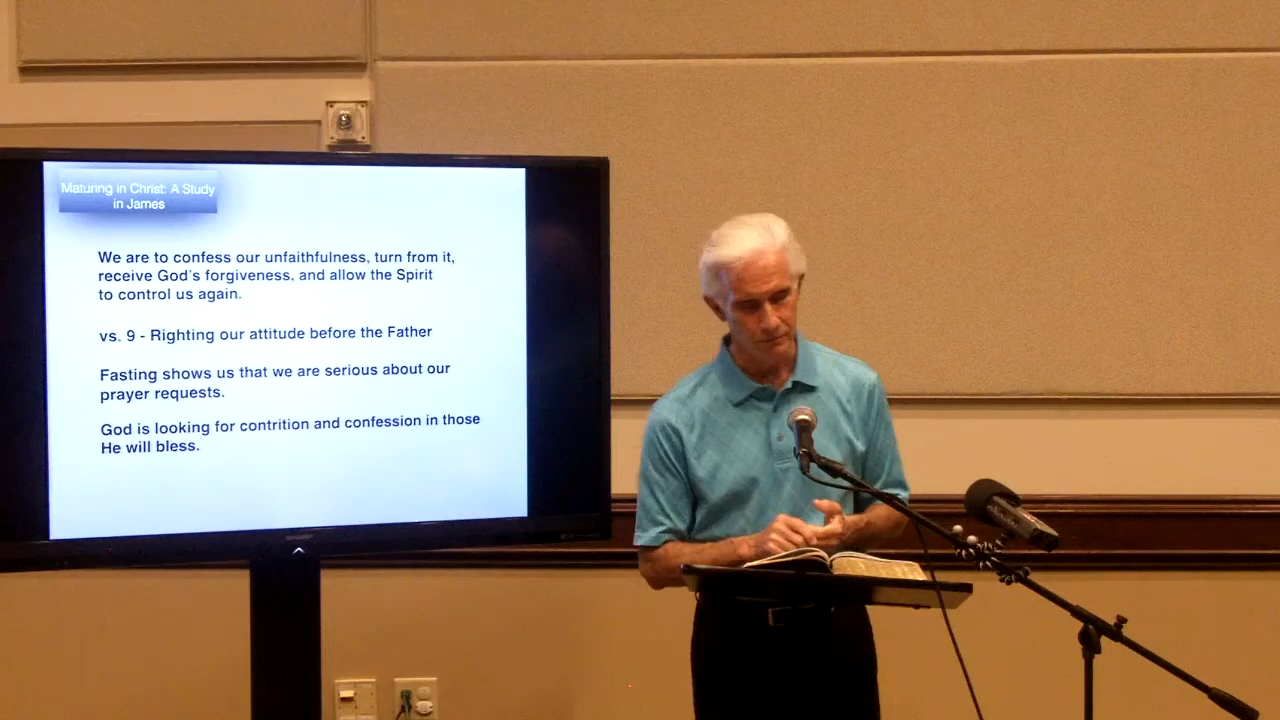 Maturing in Christ: A Study
in James
We are to confess our unfaithfulness, turn from it,
receive God's forgiveness, and allow the Spirit
to control us again.
vs. 9 - Righting our attitude before the Father
Fasting shows us that we are serious about our
prayer requests.
God is looking for contrition and confession in those
He will bless.
SHARP